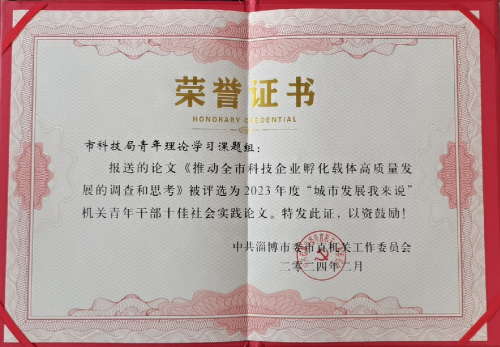 荣誉证书
HONORARY CREDENTIAL
市科技局青年理论学习课题组：
报送的论文《推动全市科技企业孵化载体高质量发
展的调查和思考》被评选为2023年度“城市发展我来说”
机关青年干部十佳社会实践论文。特发此证，以资鼓励！
中共淄博市委市直机关工作委员会
二零二四年二月